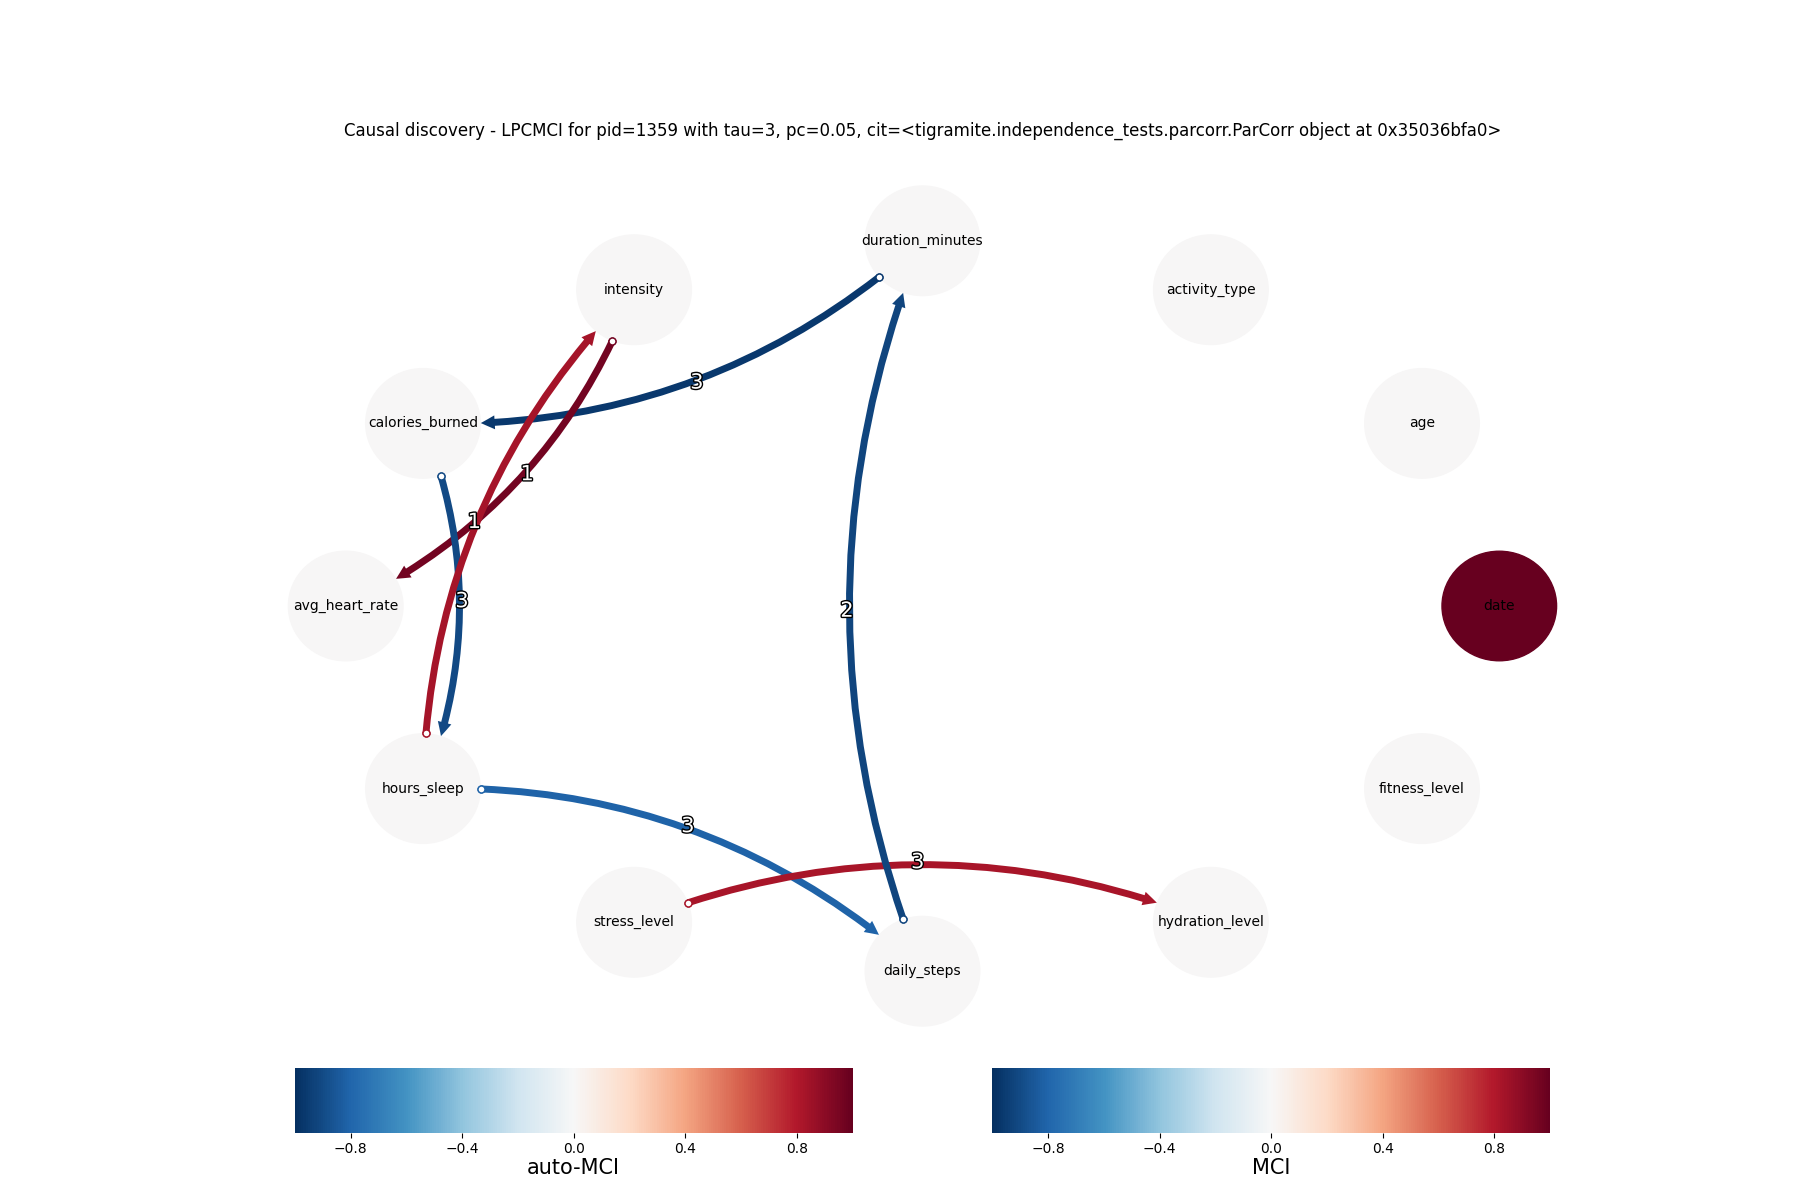 Causal discovery - LPCMCI for pid=1359 with tau=3, pc=0.05, cit=<tigramite.independence_tests.parcorr.ParCorr object at 0x35036bfa0>
duration_minutes
intensity
activity_type
3
calories_burned
age
1
1
3
avg_heart_rate
2
date
hours_sleep
fitness_level
3
3
stress_level
hydration_level
daily_steps
−0.8 −0.4 0.0 0.4 0.8
auto-MCI
−0.8 −0.4 0.0 0.4 0.8
MCI